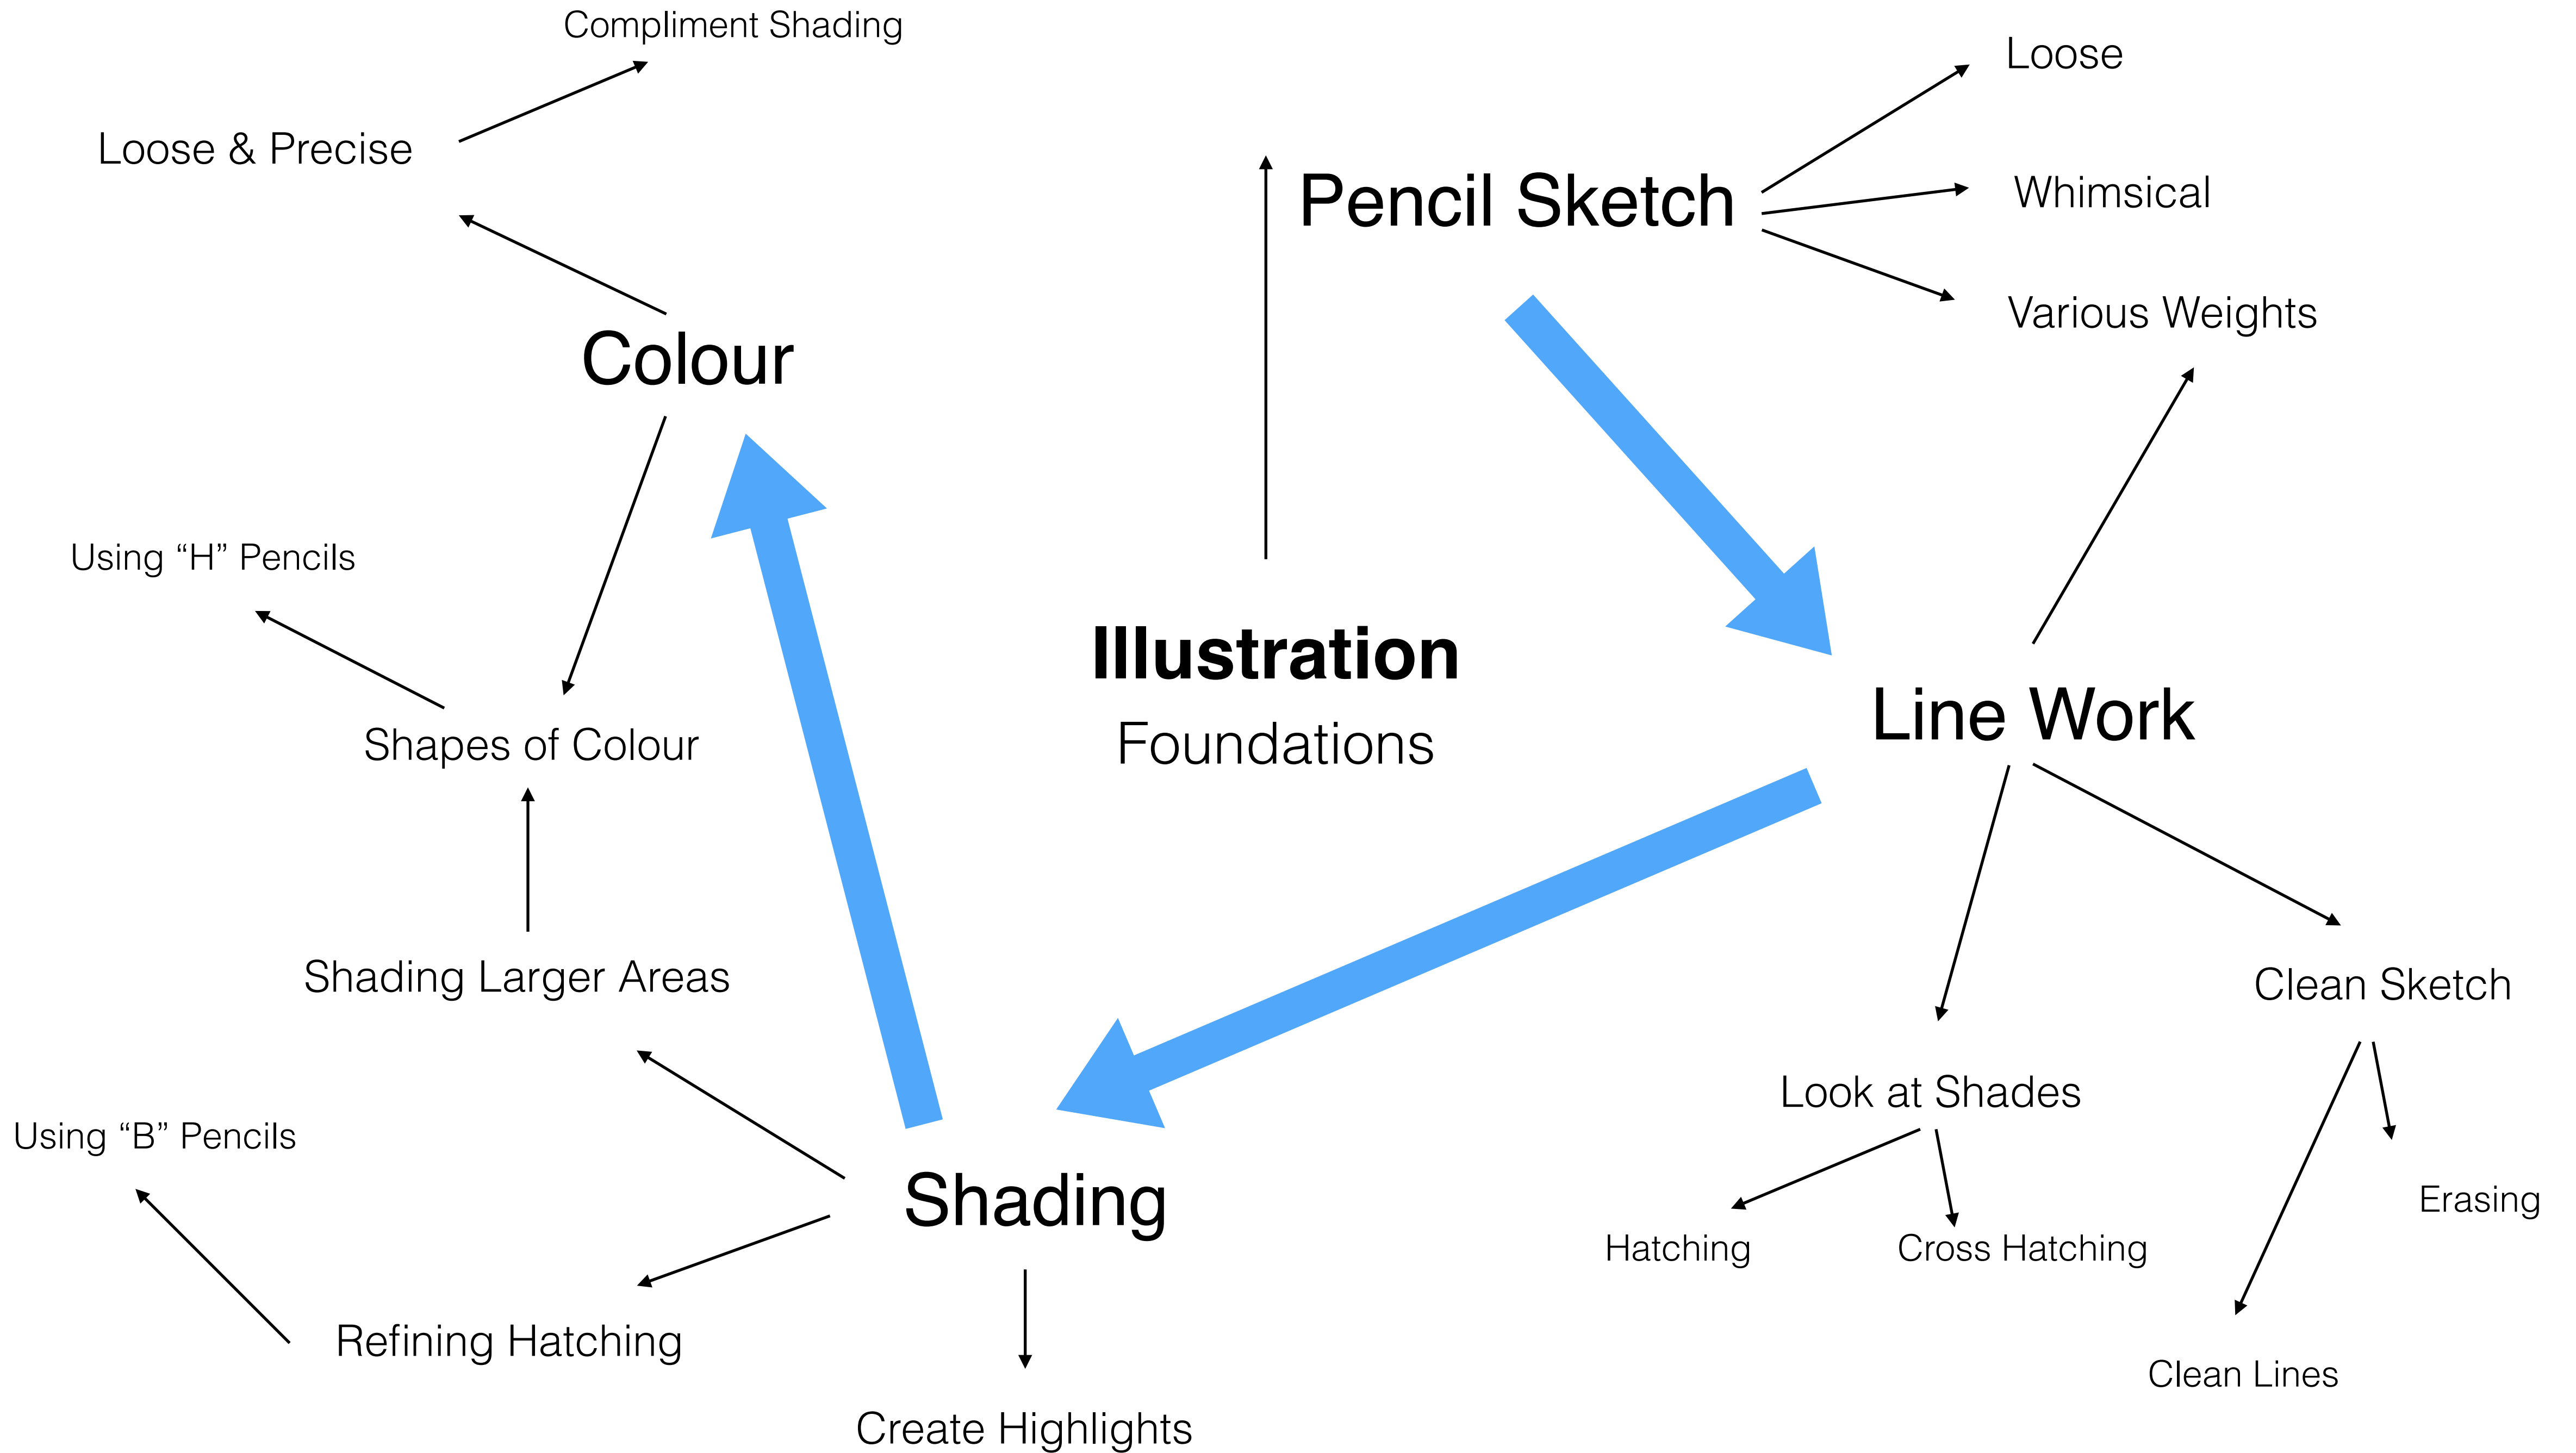 Compliment Shading
Loose
Loose & Precise
Pencil Sketch
Whimsical
Various Weights
Colour
Using “H” Pencils
Illustration
Foundations
Line Work
Shapes of Colour
Shading Larger Areas
Clean Sketch
Look at Shades
Using “B” Pencils
Shading
Erasing
Hatching
Cross Hatching
Refining Hatching
Clean Lines
Create Highlights